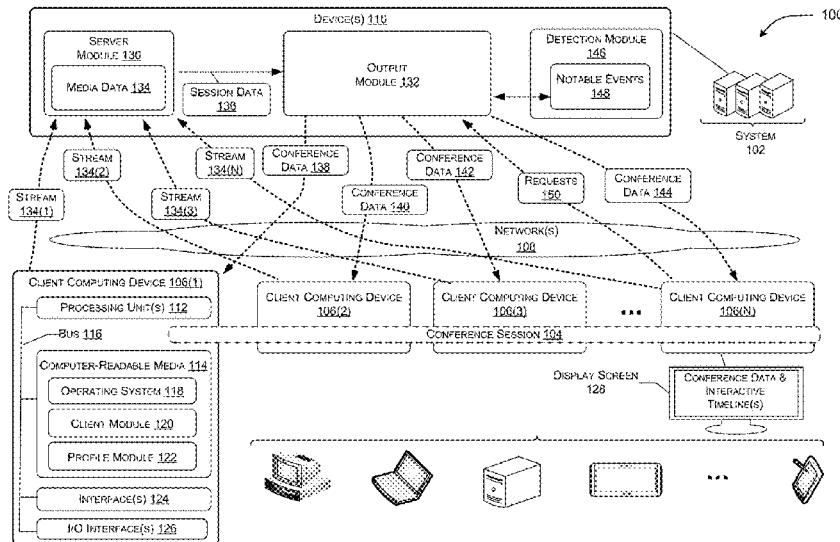 100
DEVICE(S) 110
SERVER
MODULE 130
MEDIA DATA 134
SESSION DATA
136
OUTPUT
MODULE 132
DETECTION MODULE
146
NOTABLE EVENTS
148
SYSTEM
102
STREAM
134(1)
STREAM
134(2)
STREAM
134(3)
STREAM
134(N)
CONFERENCE
DATA 138
CONFERENCE
DATA 140
CONFERENCE
DATA 142
REQUESTS
150
CONFERENCE
DATA 144
NETWORK(S)
108
CLIENT COMPUTING DEVICE 106(1)
PROCESSING UNIT(S) 112
BUS 116
COMPUTER-READABLE MEDIA 114
OPERATING SYSTEM 118
CLIENT MODULE 120
PROFILE MODULE 122
INTERFACE(S) 124
I/O INTERFACE(S) 126
CLIENT COMPUTING DEVICE
106(2)
CLIENT COMPUTING DEVICE
106(3)
...
CLIENT COMPUTING DEVICE
106(N)
CONFERENCE SESSION 104
DISPLAY SCREEN
128
CONFERENCE DATA &
INTERACTIVE
TIMELINE(S)
...